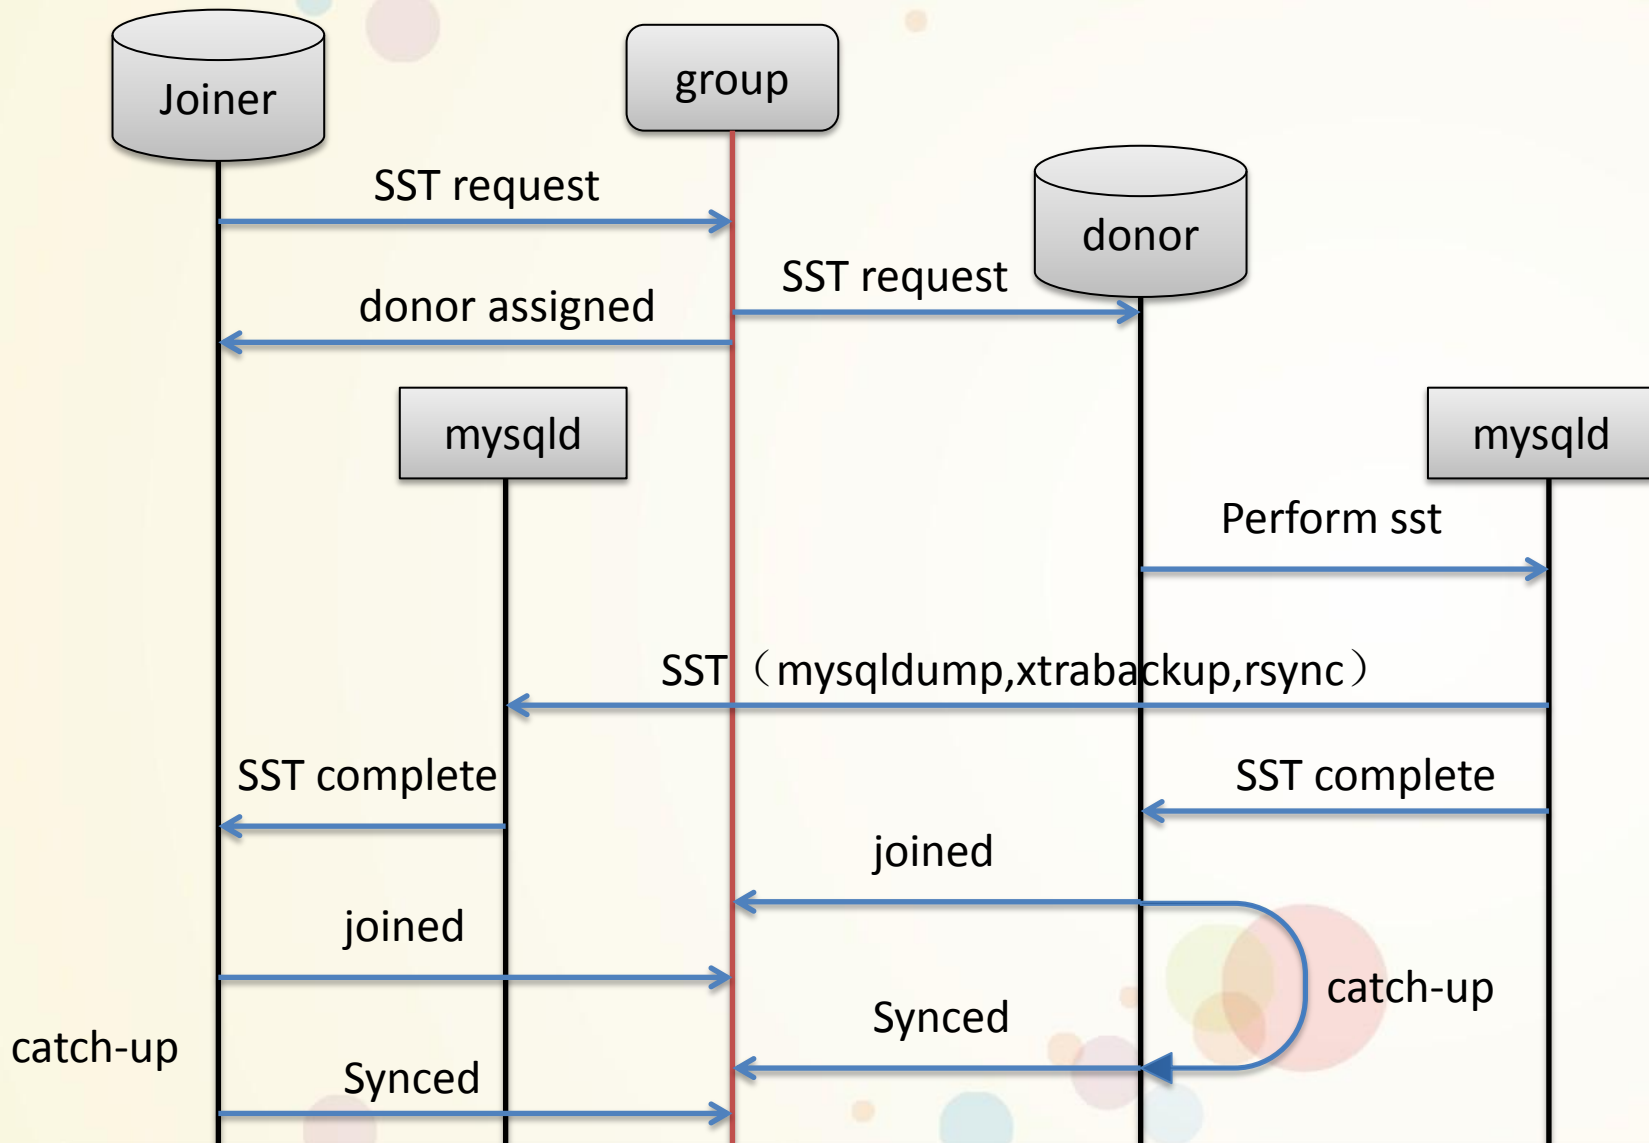 Joiner
group
SST request
donor
SST request
donor assigned
mysqld
mysqld
Perform sst
SST（mysqldump,xtrabackup,rsync）
SST complete
SST complete
joined
joined
catch-up
Synced
catch-up
Synced